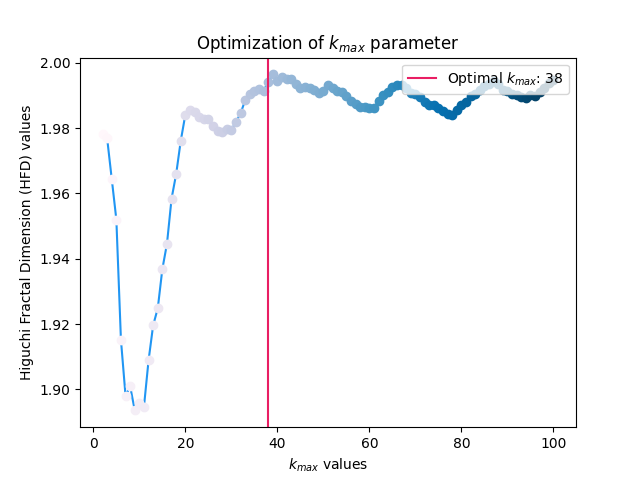 Optimization of $k_{max}$ parameter
Optimal $k_{max}$: 38
Higuchi Fractal Dimension (HFD) values
2.00
1.98
1.96
1.94
1.92
1.90
0 20 40 60 80 100
$k_{max}$ values